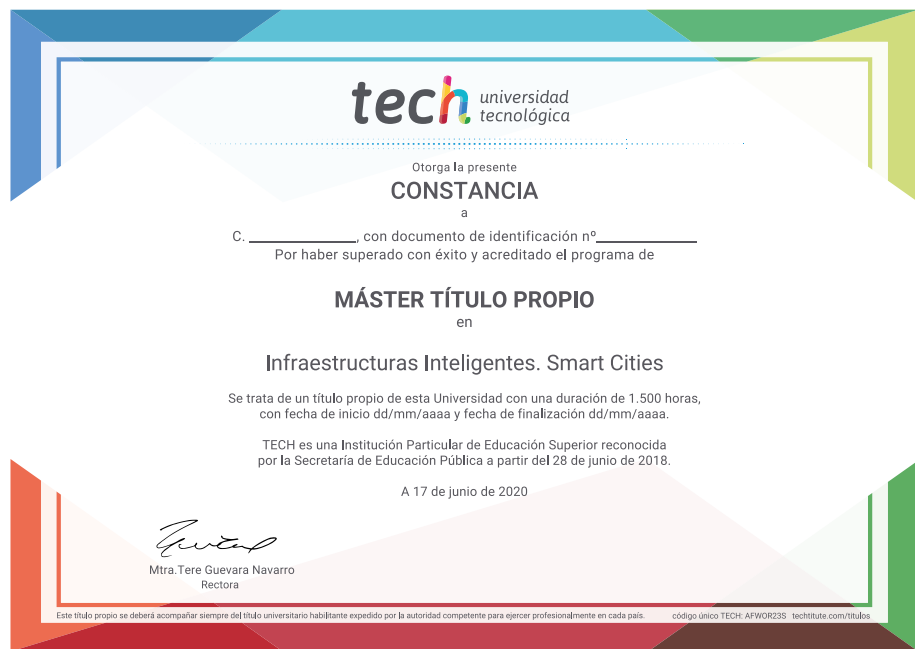 tech universidad
tecnológica
Otorga la presente
CONSTANCIA
a
C. ____________, con documento de identificación nº____________
Por haber superado con éxito y acreditado el programa de
MÁSTER TÍTULO PROPIO
en
Infraestructuras Inteligentes. Smart Cities
Se trata de un título propio de esta Universidad con una duración de 1.500 horas,
con fecha de inicio dd/mm/aaaa y fecha de finalización dd/mm/aaaa.
TECH es una Institución Particular de Educación Superior reconocida
por la Secretaría de Educación Pública a partir del 28 de junio de 2018.
A 17 de junio de 2020
Mtra.Tere Guevara Navarro
Rectora
Este título propio se deberá acompañar siempre del título universitario habilitante expedido por la autoridad competente para ejercer profesionalmente en cada país. código único TECH: AFWOR23S techtitute.com/titulos